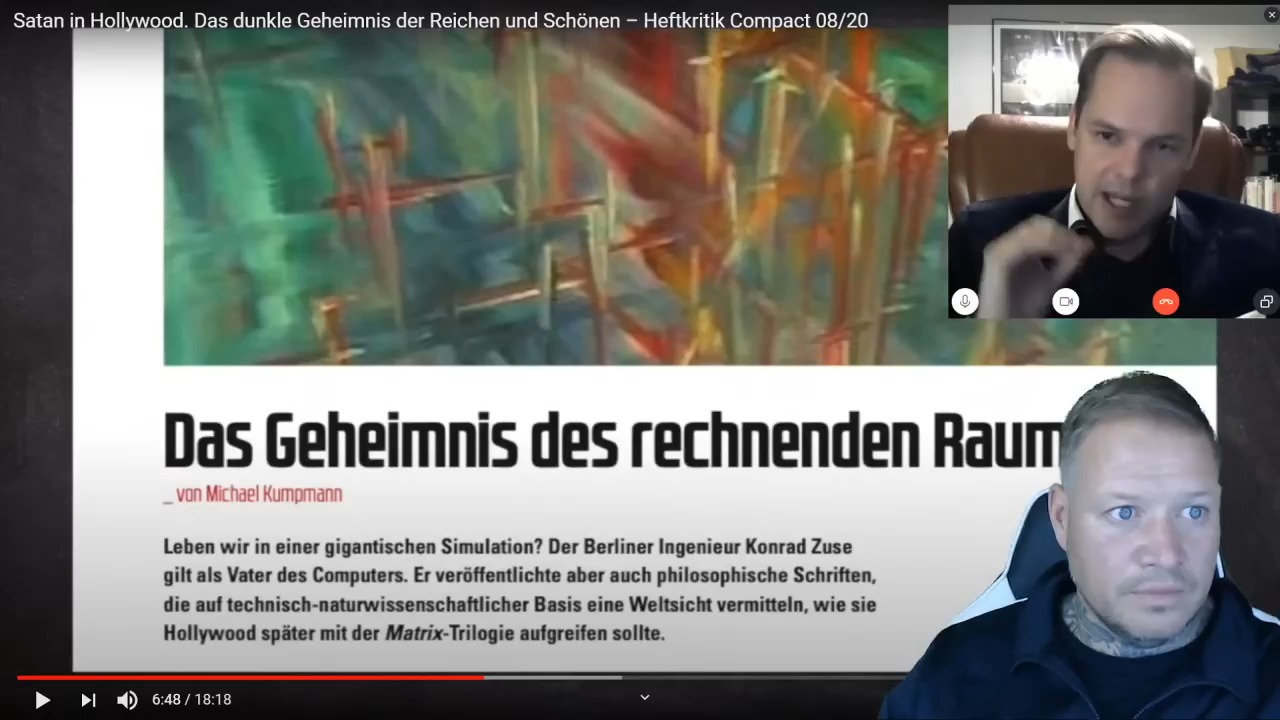 Satan in Hollywood. Das dunkle Geheimnis der Reichen und Schönen – Heftkritik Compact 08/20
Das Geheimnis des rechnenden Raum
_ von Michael Kumpmann
Leben wir in einer gigantischen Simulation? Der Berliner Ingenieur Konrad Zuse
gilt als Vater des Computers. Er veröffentlichte aber auch philosophische Schriften,
die auf technisch-naturwissenschaftlicher Basis eine Weltsicht vermitteln, wie sie
Hollywood später mit der Matrix-Trilogie aufgreifen sollte.
6:48 / 18:18